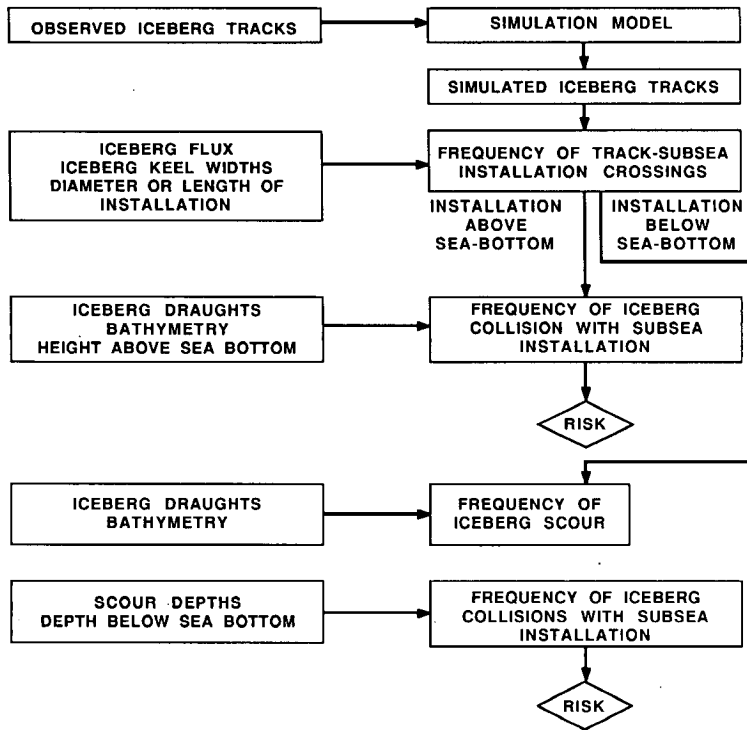 OBSERVED ICEBERG TRACKS
SIMULATION MODEL
SIMULATED ICEBERG TRACKS
ICEBERG FLUX
ICEBERG KEEL WIDTHS
DIAMETER OR LENGTH OF
INSTALLATION
FREQUENCY OF TRACK-SUBSEA
INSTALLATION CROSSINGS
INSTALLATION
ABOVE
SEA-BOTTOM
INSTALLATION
BELOW
SEA-BOTTOM
ICEBERG DRAUGHTS
BATHYMETRY
HEIGHT ABOVE SEA BOTTOM
FREQUENCY OF ICEBERG
COLLISION WITH SUBSEA
INSTALLATION
RISK
ICEBERG DRAUGHTS
BATHYMETRY
FREQUENCY OF
ICEBERG SCOUR
SCOUR DEPTHS
DEPTH BELOW SEA BOTTOM
FREQUENCY OF ICEBERG
COLLISIONS WITH SUBSEA
INSTALLATION
RISK